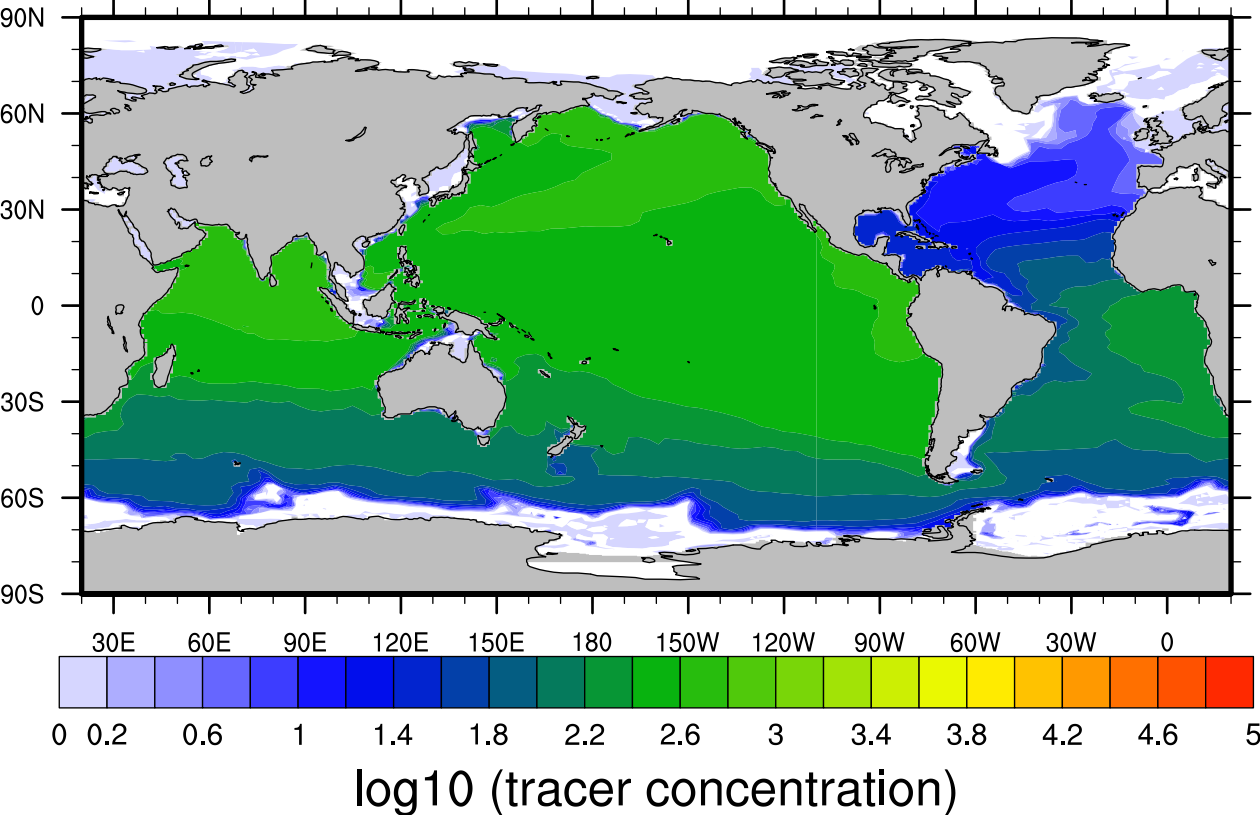 90N
60N
30N
0
30S
60S
90S
30E 60E 90E 120E 150E 180 150W 120W 90W 60W 30W 0
0 0.2 0.6 1 1.4 1.8 2.2 2.6 3 3.4 3.8 4.2 4.6 5
log10 (tracer concentration)